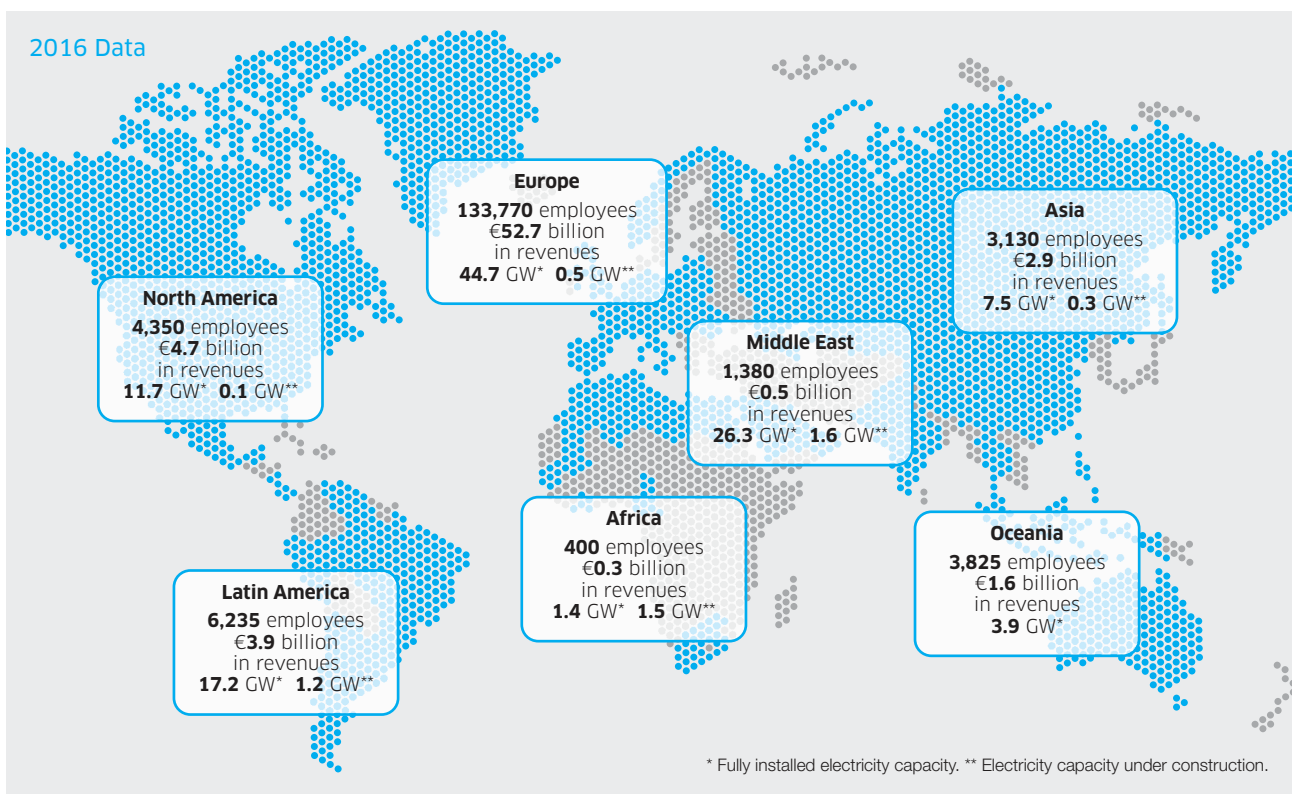 2016 Data
Europe
133,770 employees
€52.7 billion
in revenues
44.7 GW* 0.5 GW**
Asia
3,130 employees
€2.9 billion
in revenues
7.5 GW* 0.3 GW**
North America
4,350 employees
€4.7 billion
in revenues
11.7 GW* 0.1 GW**
Middle East
1,380 employees
€0.5 billion
in revenues
26.3 GW* 1.6 GW**
Africa
400 employees
€0.3 billion
in revenues
1.4 GW* 1.5 GW**
Oceania
3,825 employees
€1.6 billion
in revenues
3.9 GW*
Latin America
6,235 employees
€3.9 billion
in revenues
17.2 GW* 1.2 GW**
* Fully installed electricity capacity. ** Electricity capacity under construction.